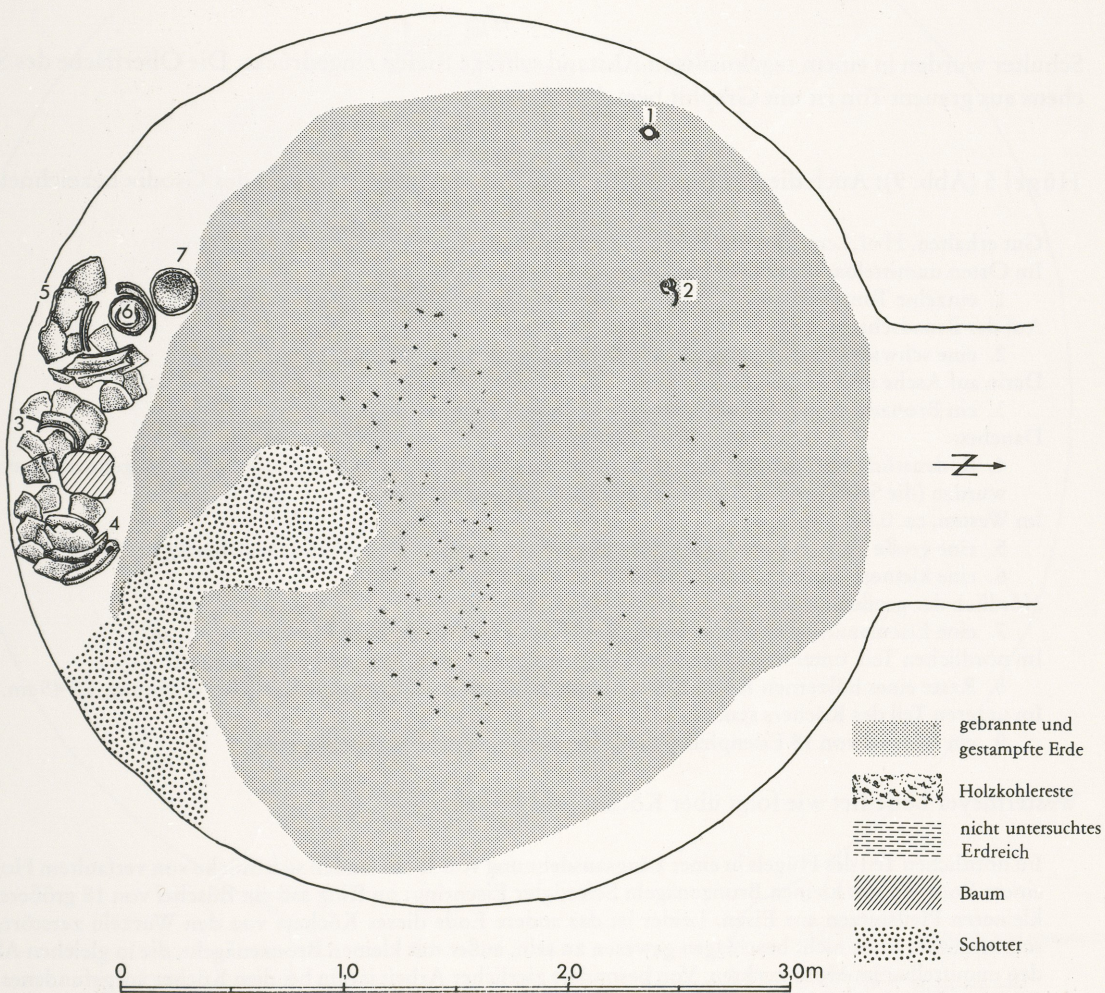 1
2
7
5
6
3
4
N
gebrannte und
gestampfte Erde
Holzkohlereste
nicht untersuchtes
Erdreich
Baum
Schotter
0 1,0 2,0 3,0 m